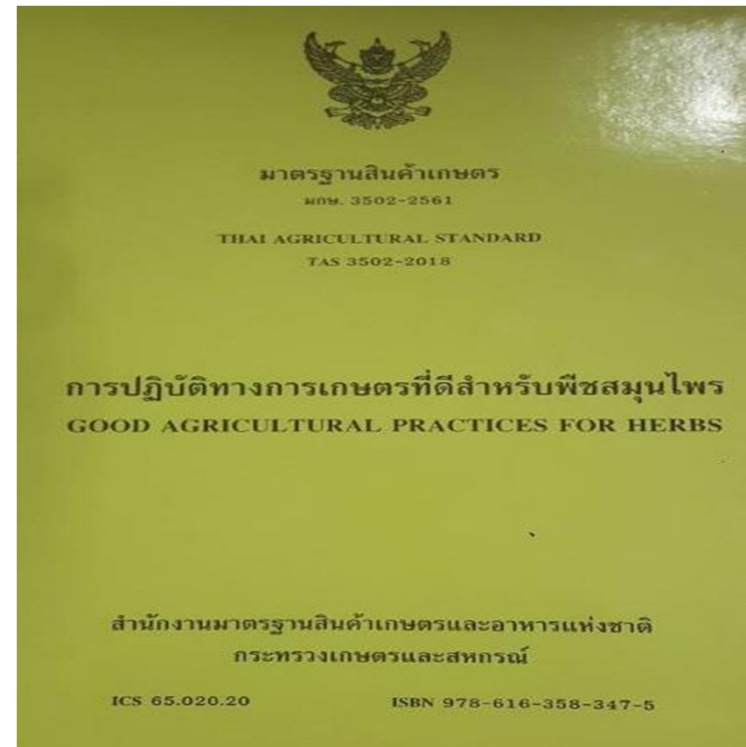 มาตรฐานสินค้าเกษตร
มกษ. 3502-2561
THAI AGRICULTURAL STANDARD
TAS 3502-2018
การปฏิบัติทางการเกษตรที่ดีสำหรับพืชสมุนไพร
GOOD AGRICULTURAL PRACTICES FOR HERBS
สำนักงานมาตรฐานสินค้าเกษตรและอาหารแห่งชาติ
กระทรวงเกษตรและสหกรณ์
ICS 65.020.20 ISBN 978-616-358-347-5